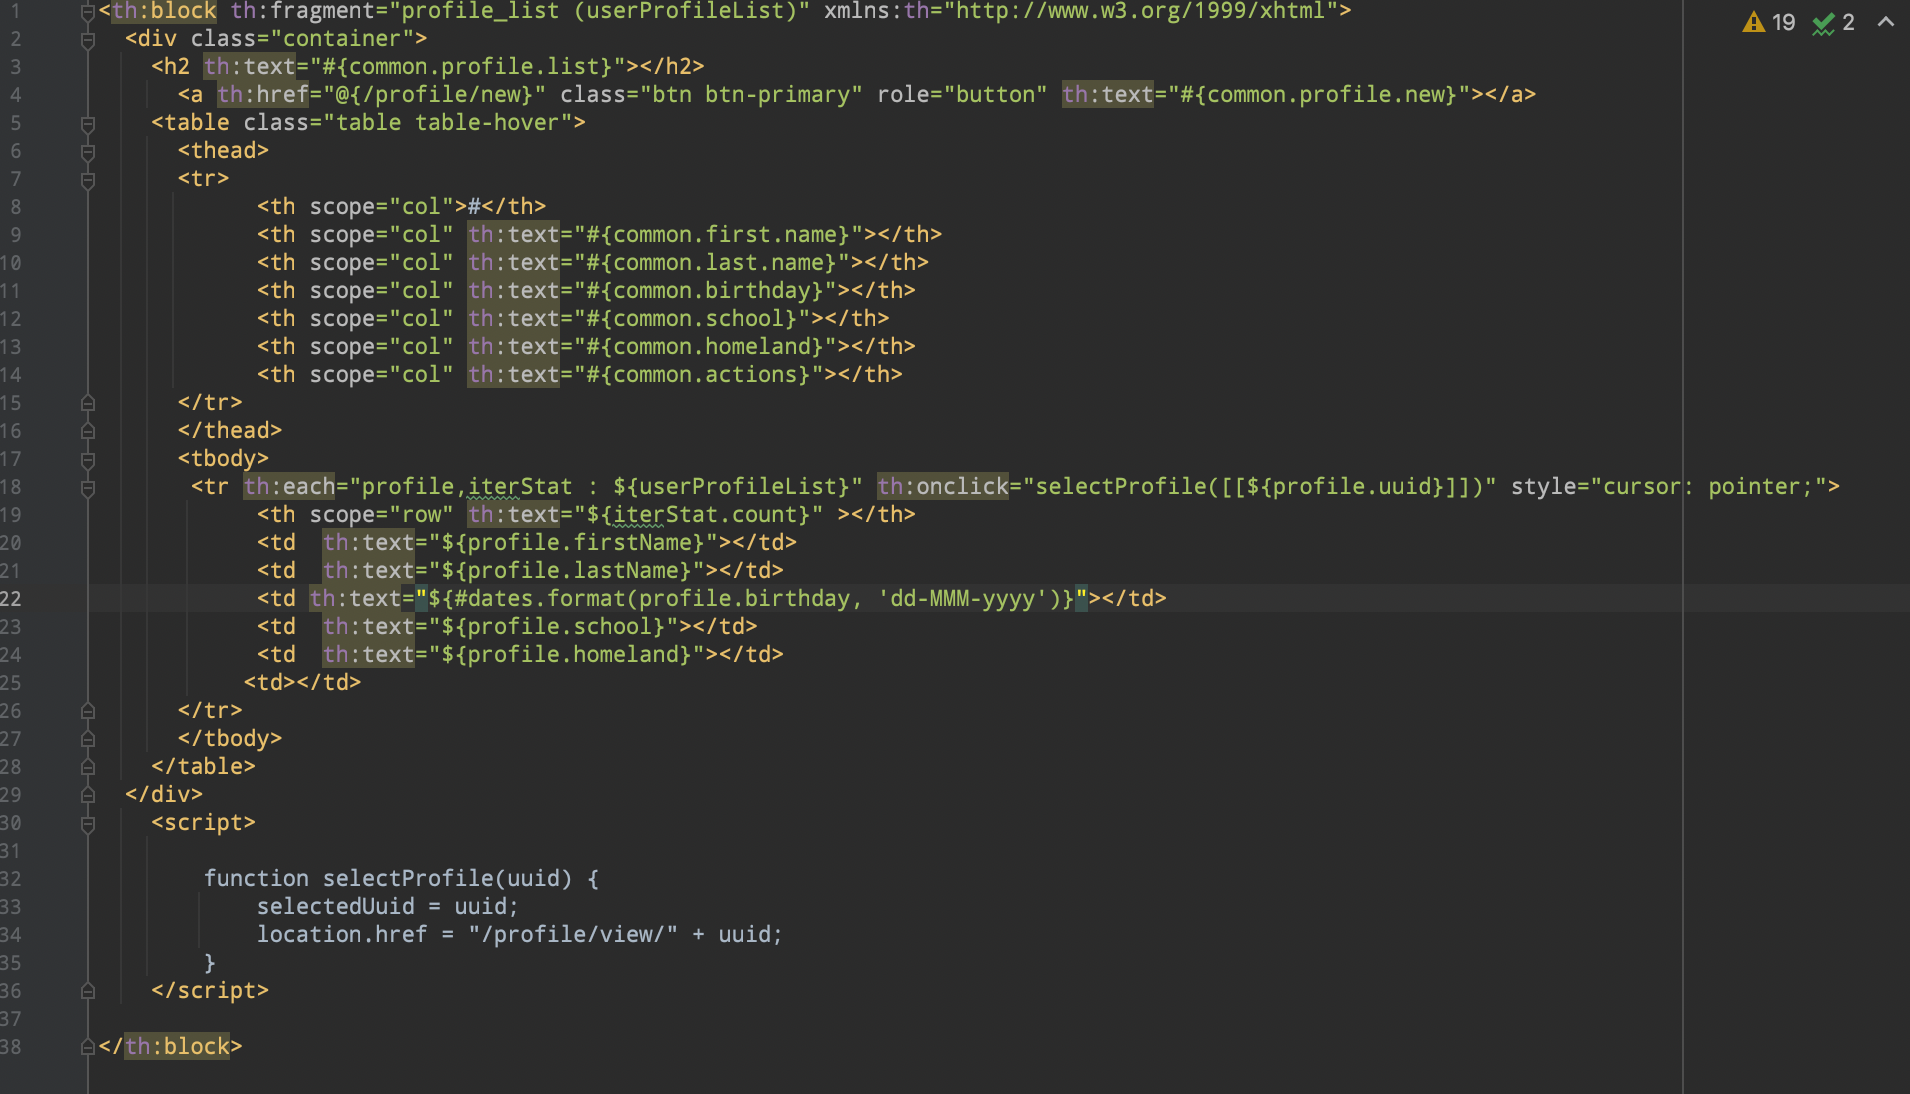 1 <th:block th:fragment="profile_list (userProfileList)" xmlns:th="http://www.w3.org/1999/xhtml"> ⚠ 19 ✓ 2 ^
2 <div class="container">
3 <h2 th:text="#{common.profile.list}"></h2>
4 <a th:href="@{/profile/new}" class="btn btn-primary" role="button" th:text="#{common.profile.new}"></a>
5 <table class="table table-hover">
6 <thead>
7 <tr>
8 <th scope="col">#</th>
9 <th scope="col" th:text="#{common.first.name}"></th>
10 <th scope="col" th:text="#{common.last.name}"></th>
11 <th scope="col" th:text="#{common.birthday}"></th>
12 <th scope="col" th:text="#{common.school}"></th>
13 <th scope="col" th:text="#{common.homeland}"></th>
14 <th scope="col" th:text="#{common.actions}"></th>
15 </tr>
16 </thead>
17 <tbody>
18 <tr th:each="profile,iterStat : ${userProfileList}" th:onclick="selectProfile([[${profile.uuid}]])" style="cursor: pointer;">
19 <th scope="row" th:text="${iterStat.count}" ></th>
20 <td  th:text="${profile.firstName}"></td>
21 <td  th:text="${profile.lastName}"></td>
22 <td th:text="${#dates.format(profile.birthday, 'dd-MMM-yyyy')}"></td>
23 <td  th:text="${profile.school}"></td>
24 <td  th:text="${profile.homeland}"></td>
25 <td></td>
26 </tr>
27 </tbody>
28 </table>
29 </div>
30 <script>
31
32 function selectProfile(uuid) {
33 selectedUuid = uuid;
34 location.href = "/profile/view/" + uuid;
35 }
36 </script>
37
38 </th:block>